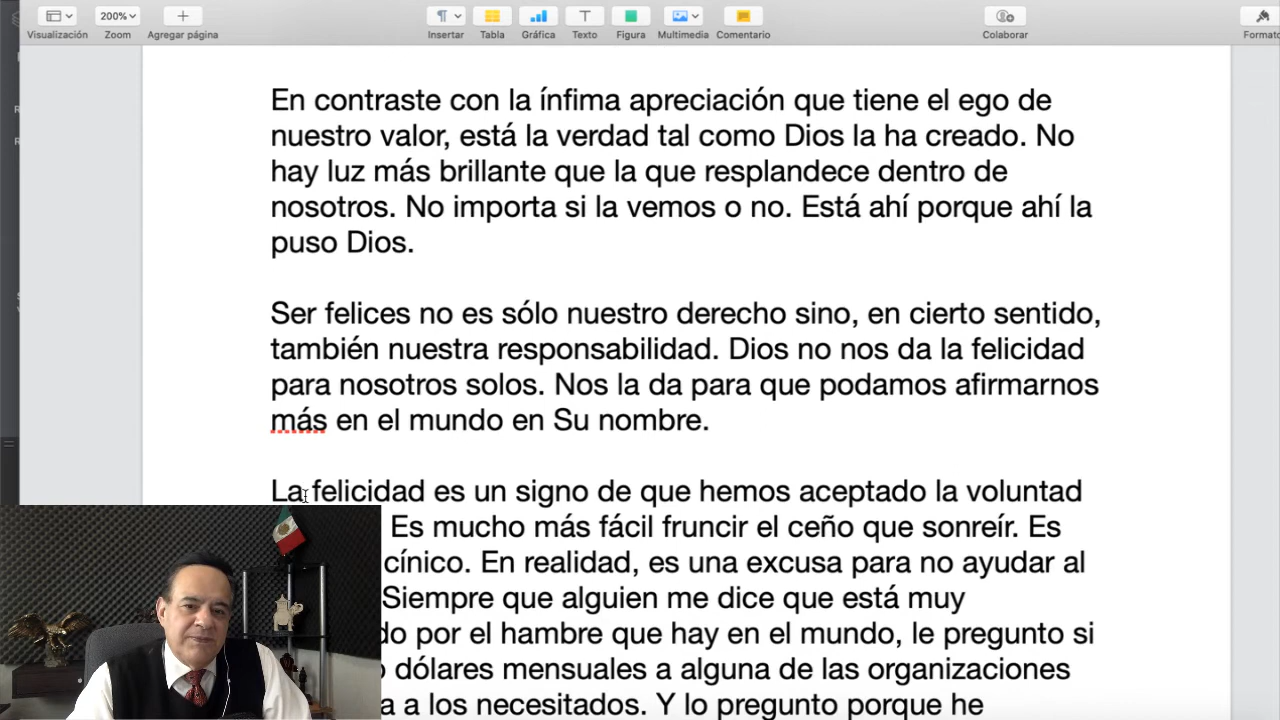 Visualización
200%
Zoom
Agregar página
Insertar
Tabla
Gráfica
Texto
Figura
Multimedia
Comentario
Colaborar
Formato
En contraste con la ínfima apreciación que tiene el ego de
nuestro valor, está la verdad tal como Dios la ha creado. No
hay luz más brillante que la que resplandece dentro de
nosotros. No importa si la vemos o no. Está ahí porque ahí la
puso Dios.
Ser felices no es sólo nuestro derecho sino, en cierto sentido,
también nuestra responsabilidad. Dios no nos da la felicidad
para nosotros solos. Nos la da para que podamos afirmarnos
más en el mundo en Su nombre.
La felicidad es un signo de que hemos aceptado la voluntad
Es mucho más fácil fruncir el ceño que sonreír. Es
cínico. En realidad, es una excusa para no ayudar al
Siempre que alguien me dice que está muy
do por el hambre que hay en el mundo, le pregunto si
dólares mensuales a alguna de las organizaciones
a a los necesitados. Y lo pregunto porque he